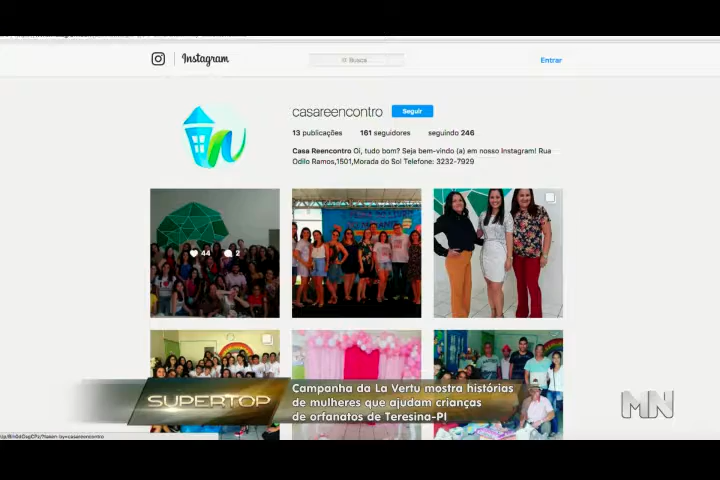 Instagram
Busca
Entrar
casareencontro
Seguir
13 publicações
161 seguidores
seguindo 246
Casa Reencontro Oi, tudo bom? Seja bem-vindo (a) em nosso Instagram! Rua
Odilo Ramos,1501,Morada do Sol Telefone: 3232-7929
44
2
SUPERTOP
Campanha da La Vertu mostra histórias
de mulheres que ajudam crianças
de orfanatos de Teresina-PI
MN